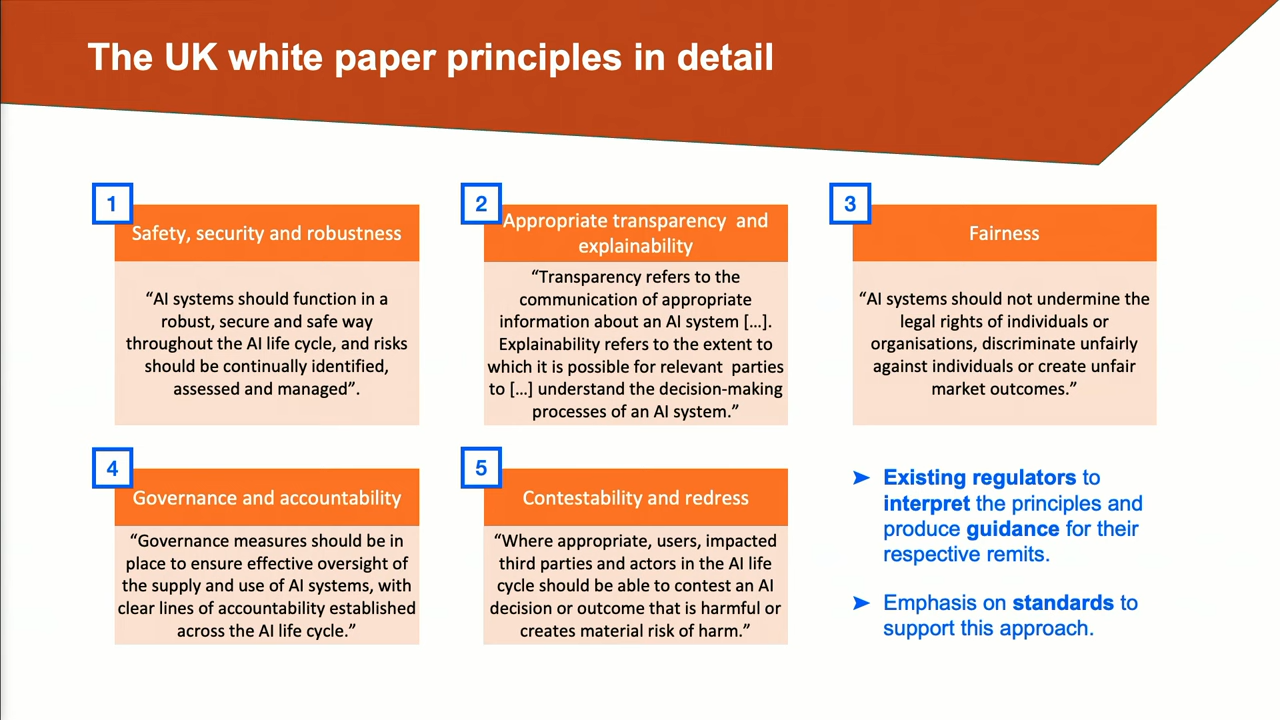 The UK white paper principles in detail
1
Safety, security and robustness
“AI systems should function in a
robust, secure and safe way
throughout the AI life cycle, and risks
should be continually identified,
assessed and managed”.
2
Appropriate transparency and
explainability
“Transparency refers to the
communication of appropriate
information about an AI system [...].
Explainability refers to the extent to
which it is possible for relevant parties
to [...] understand the decision-making
processes of an AI system.”
3
Fairness
“AI systems should not undermine the
legal rights of individuals or
organisations, discriminate unfairly
against individuals or create unfair
market outcomes.”
4
Governance and accountability
“Governance measures should be in
place to ensure effective oversight of
the supply and use of AI systems, with
clear lines of accountability established
across the AI life cycle.”
5
Contestability and redress
“Where appropriate, users, impacted
third parties and actors in the AI life
cycle should be able to contest an AI
decision or outcome that is harmful or
creates material risk of harm.”
➤ Existing regulators to
interpret the principles and
produce guidance for their
respective remits.
➤ Emphasis on standards to
support this approach.